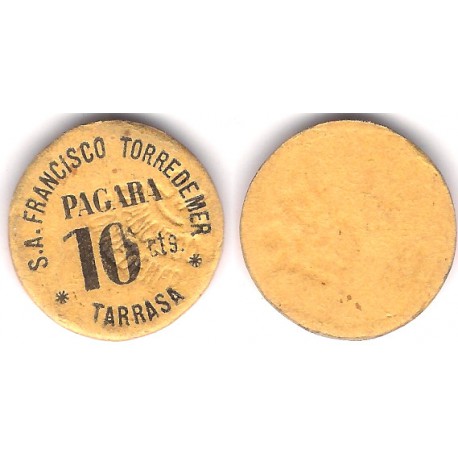 S.A. FRANCISCO TORREDEMER
PAGARA
10 cts.
* TARRASA *